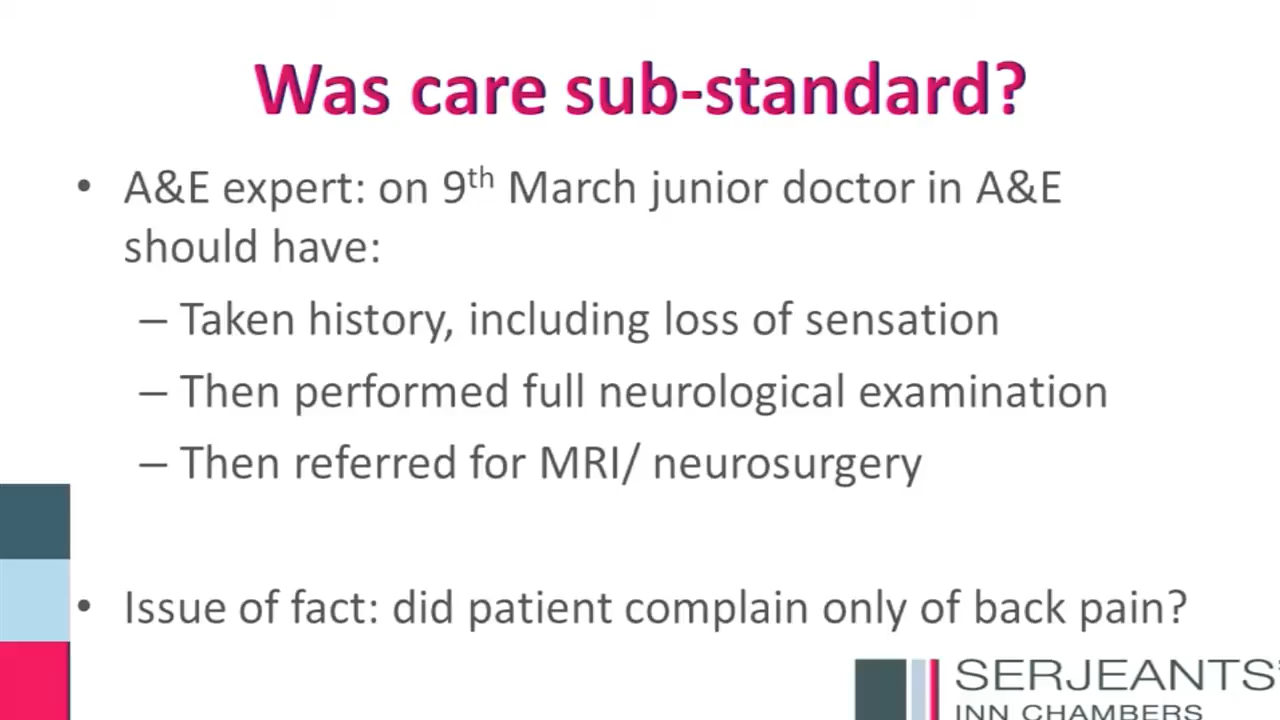 Was care sub-standard?
• A&E expert: on 9th March junior doctor in A&E
should have:
– Taken history, including loss of sensation
– Then performed full neurological examination
– Then referred for MRI/ neurosurgery
• Issue of fact: did patient complain only of back pain?
SERJEANTS'
INN CHAMBERS